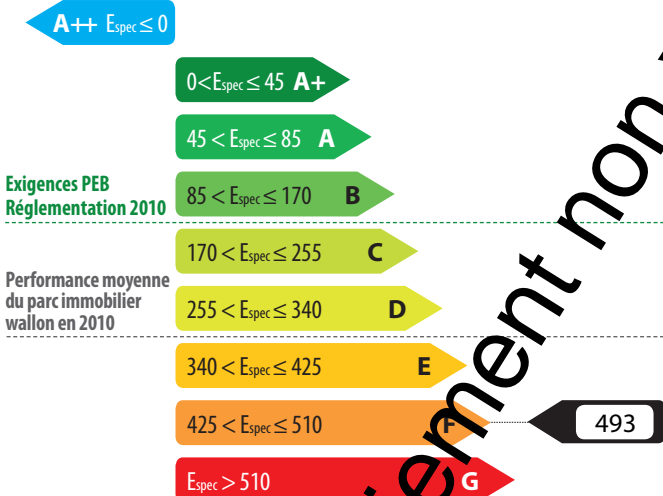 A++ Espec ≤ 0
0<Espec ≤ 45 A+
45 < Espec ≤ 85 A
Exigences PEB
Réglementation 2010
85 < Espec ≤ 170 B
170 < Espec ≤ 255 C
Performance moyenne
du parc immobilier
wallon en 2010
255 < Espec ≤ 340 D
340 < Espec ≤ 425 E
425 < Espec ≤ 510 F
493
Espec > 510 G
non